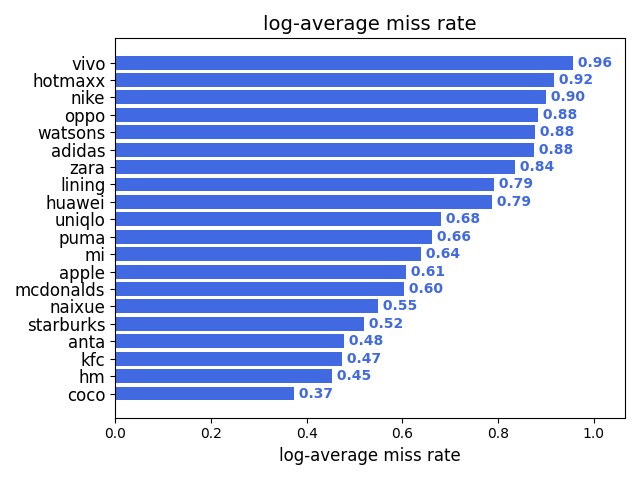 log-average miss rate
vivo 0.96
hotmaxx 0.92
nike 0.90
oppo 0.88
watsons 0.88
adidas 0.88
zara 0.84
lining 0.79
huawei 0.79
uniqlo 0.68
puma 0.66
mi 0.64
apple 0.61
mcdonalds 0.60
naixue 0.55
starburks 0.52
anta 0.48
kfc 0.47
hm 0.45
coco 0.37
0.0 0.2 0.4 0.6 0.8 1.0
log-average miss rate